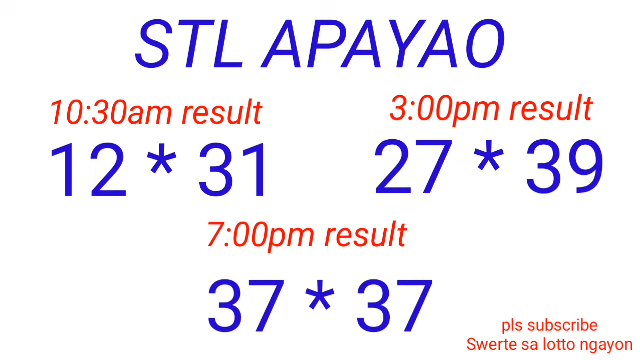 STL APAYAO
10:30am result
12 * 31
3:00pm result
27 * 39
7:00pm result
37 * 37
pls subscribe
Swerte sa lotto ngayon